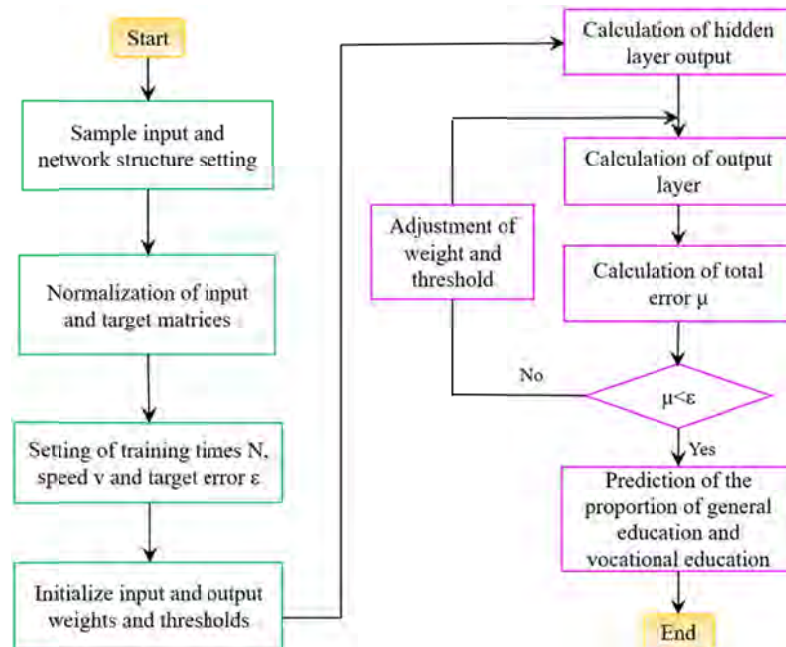 Start
Sample input and
network structure setting
Normalization of input
and target matrices
Setting of training times N,
speed v and target error ε
Initialize input and output
weights and thresholds
Calculation of hidden
layer output
Calculation of output
layer
Adjustment of
weight and
threshold
Calculation of total
error μ
No
μ<ε
Yes
Prediction of the
proportion of general
education and
vocational education
End